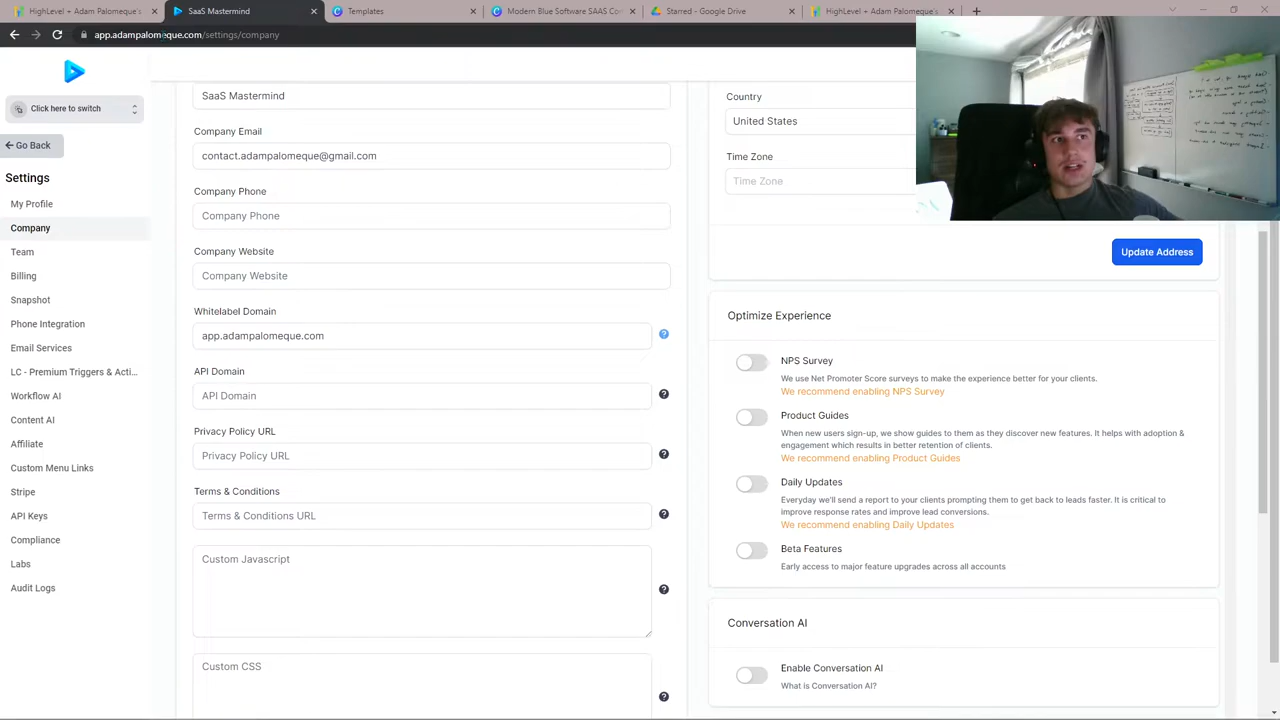 HighLevel - Adam Palomeque's
SaaS Mastermind
Templates
Modern Blue Software SAAS Co
Starred - Google Drive
HighLevel - Adam Palomeque's
app.adampalomeque.com/settings/company
Click here to switch
Go Back
Settings
My Profile
Company
Team
Billing
Snapshot
Phone Integration
Email Services
LC - Premium Triggers & Acti...
Workflow AI
Content AI
Affiliate
Custom Menu Links
Stripe
API Keys
Compliance
Labs
Audit Logs
SaaS Mastermind
Company Email
contact.adampalomeque@gmail.com
Company Phone
Company Phone
Company Website
Company Website
Whitelabel Domain
app.adampalomeque.com
API Domain
API Domain
Privacy Policy URL
Privacy Policy URL
Terms & Conditions
Terms & Conditions URL
Custom Javascript
Custom CSS
Country
United States
Time Zone
Time Zone
Update Address
Optimize Experience
NPS Survey
We use Net Promoter Score surveys to make the experience better for your clients.
We recommend enabling NPS Survey
Product Guides
When new users sign-up, we show guides to them as they discover new features. It helps with adoption &
engagement which results in better retention of clients.
We recommend enabling Product Guides
Daily Updates
Everyday we'll send a report to your clients prompting them to get back to leads faster. It is critical to
improve response rates and improve lead conversions.
We recommend enabling Daily Updates
Beta Features
Early access to major feature upgrades across all accounts
Conversation AI
Enable Conversation AI
What is Conversation AI?